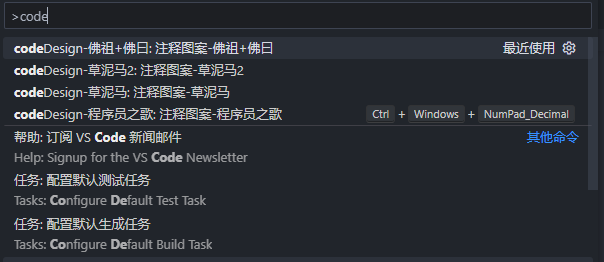 >code
codeDesign-佛祖+佛曰: 注释图案-佛祖+佛曰 最近使用
codeDesign-草泥马2: 注释图案-草泥马2
codeDesign-草泥马: 注释图案-草泥马
codeDesign-程序员之歌: 注释图案-程序员之歌 Ctrl + Windows + NumPad_Decimal
帮助: 订阅 VS Code 新闻邮件 其他命令
Help: Signup for the VS Code Newsletter
任务: 配置默认测试任务
Tasks: Configure Default Test Task
任务: 配置默认生成任务
Tasks: Configure Default Build Task